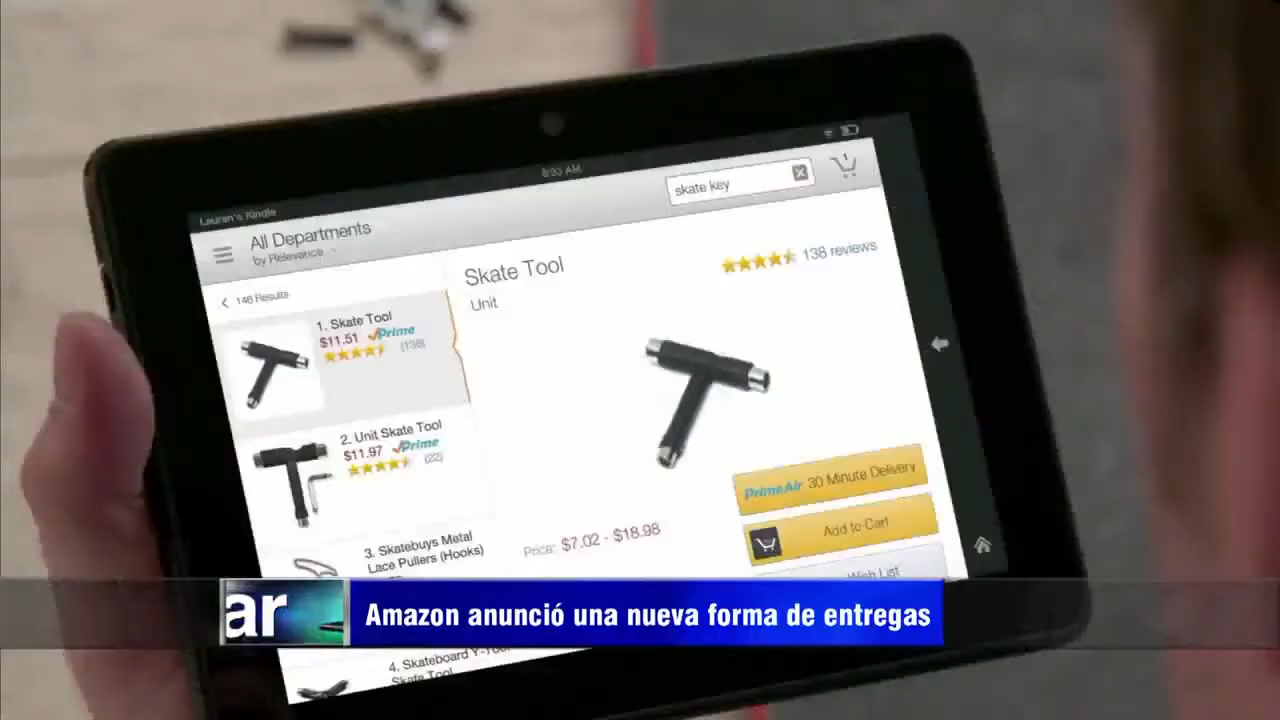 8:33 AM
Lauren's Kindle
skate key
All Departments
by Relevance
146 Results
1. Skate Tool
$11.51 Prime
(138)
2. Unit Skate Tool
$11.97 Prime
(22)
3. Skatebuys Metal
Lace Pullers (Hooks)
4. Skateboard Y-Tool
Skate Tool
Skate Tool
138 reviews
Unit
PrimeAir 30 Minute Delivery
Add to Cart
Wish List
Price: $7.02 - $18.98
ar
Amazon anunció una nueva forma de entregas